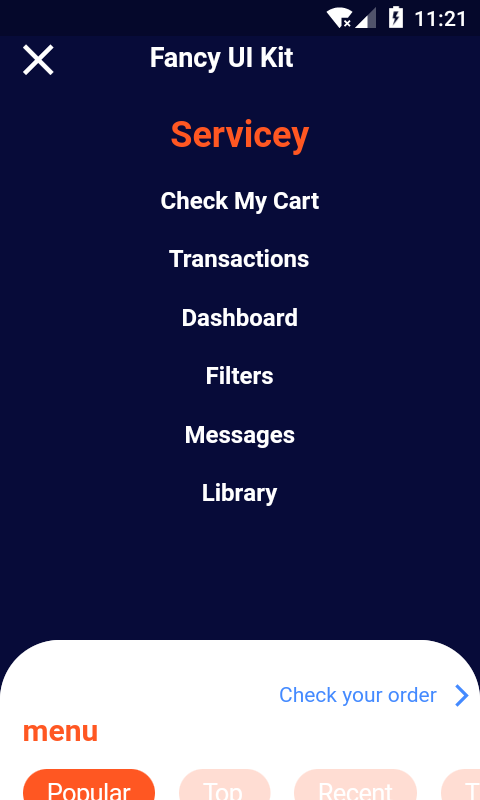 11:21
Fancy UI Kit
Servicey
Check My Cart
Transactions
Dashboard
Filters
Messages
Library
Check your order
menu
Popular
Top
Recent